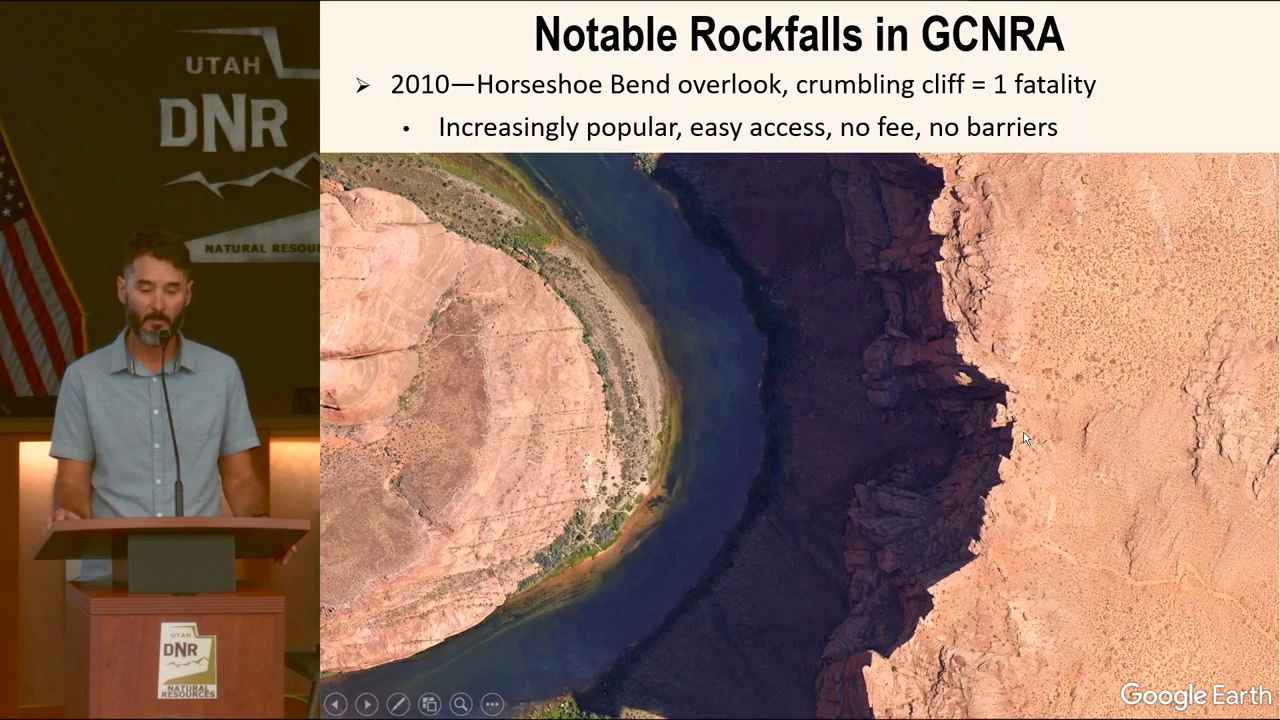 UTAH
DNR
NATURAL RESOU
UTAH
DNR
NATURAL
RESOURCES
Notable Rockfalls in GCNRA
➢ 2010—Horseshoe Bend overlook, crumbling cliff = 1 fatality
• Increasingly popular, easy access, no fee, no barriers
Google Earth